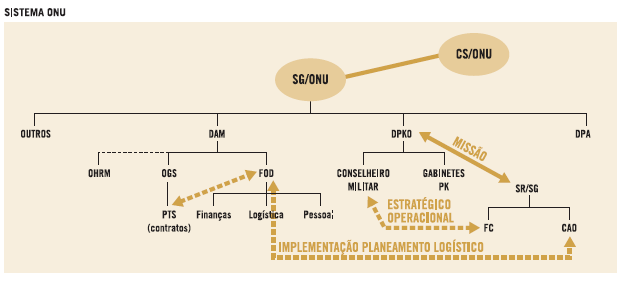 SISTEMA ONU
CS/ONU
SG/ONU
OUTROS
DAM
DPKO
DPA
MISSÃO
OHRM
OGS
FOD
CONSELHEIRO
MILITAR
GABINETES
PK
SR/SG
PTS
(contratos)
Finanças
Logística
Pessoal
ESTRATÉGICO
OPERACIONAL
FC
CAO
IMPLEMENTAÇÃO PLANEAMENTO LOGÍSTICO